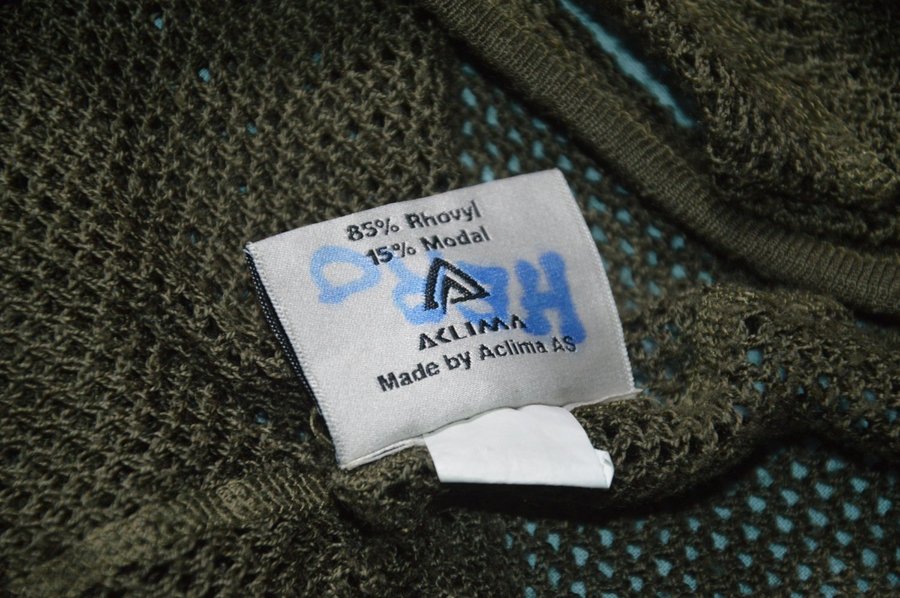 85% Rhovyl
15% Modal
ACLIMA
Made by Aclima AS